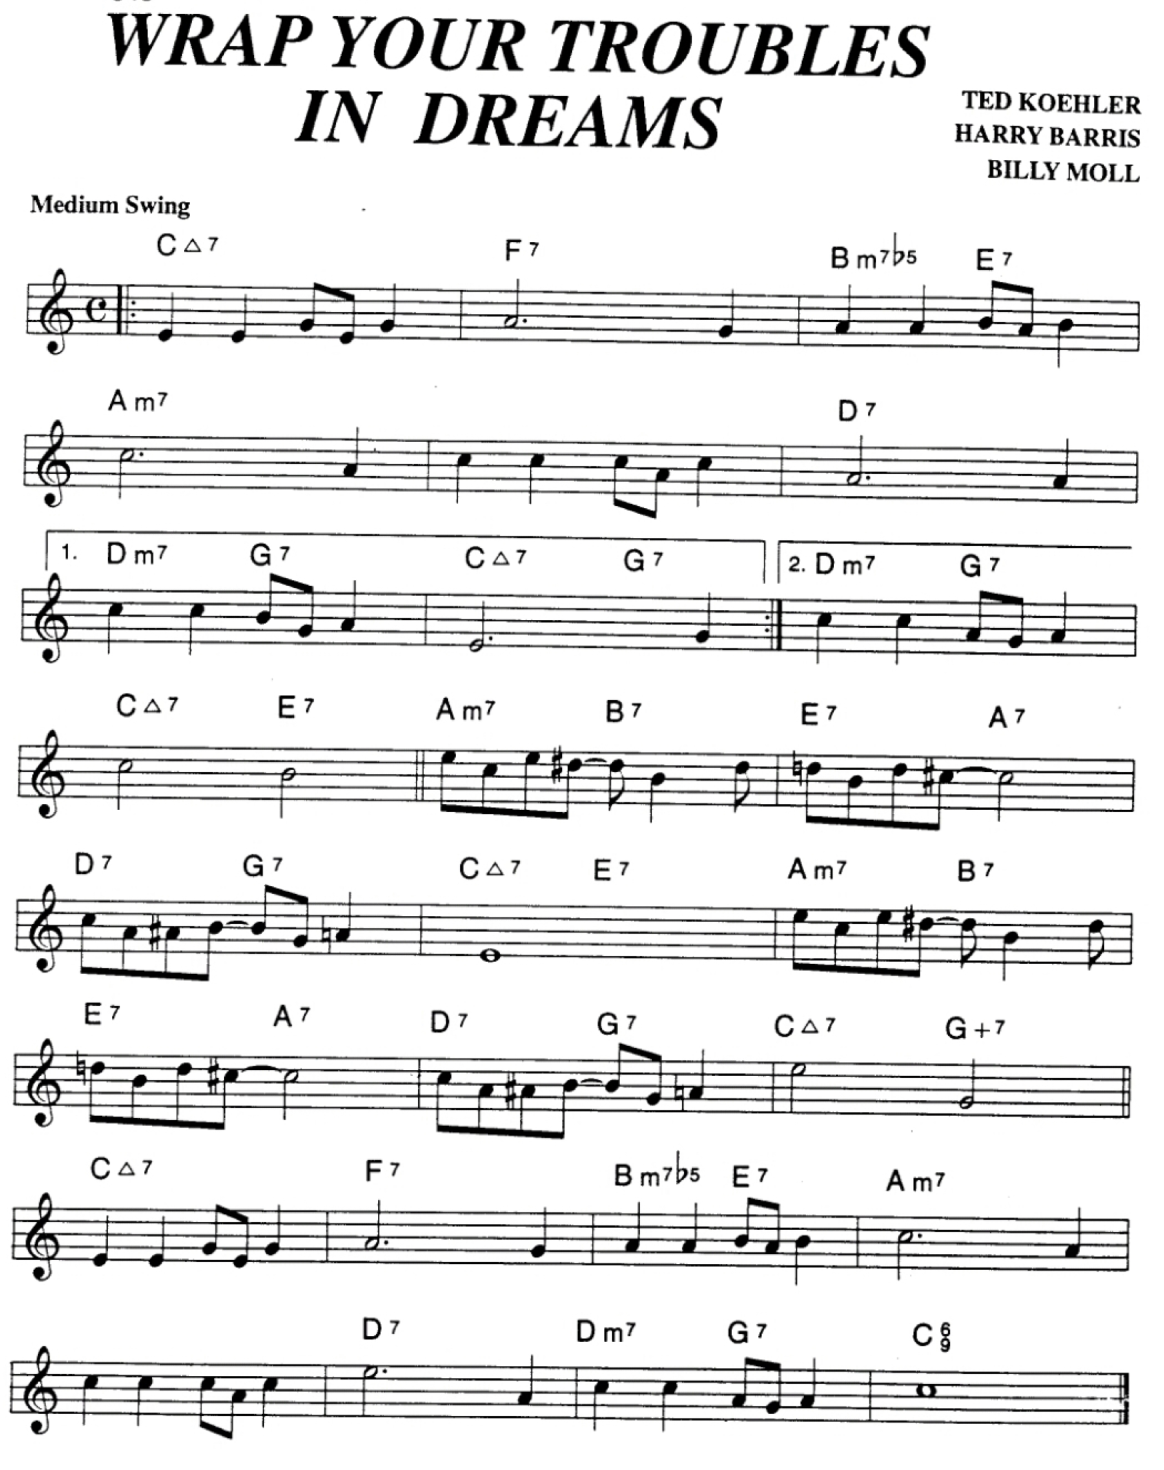 WRAP YOUR TROUBLES
IN DREAMS
TED KOEHLER
HARRY BARRIS
BILLY MOLL
Medium Swing
C△7 F7 Bm7♭5 E7
Am7 D7
1. Dm7 G7 C△7 G7 2. Dm7 G7
C△7 E7 Am7 B7 E7 A7
D7 G7 C△7 E7 Am7 B7
E7 A7 D7 G7 C△7 G+7
C△7 F7 Bm7♭5 E7 Am7
D7 Dm7 G7 C6/9